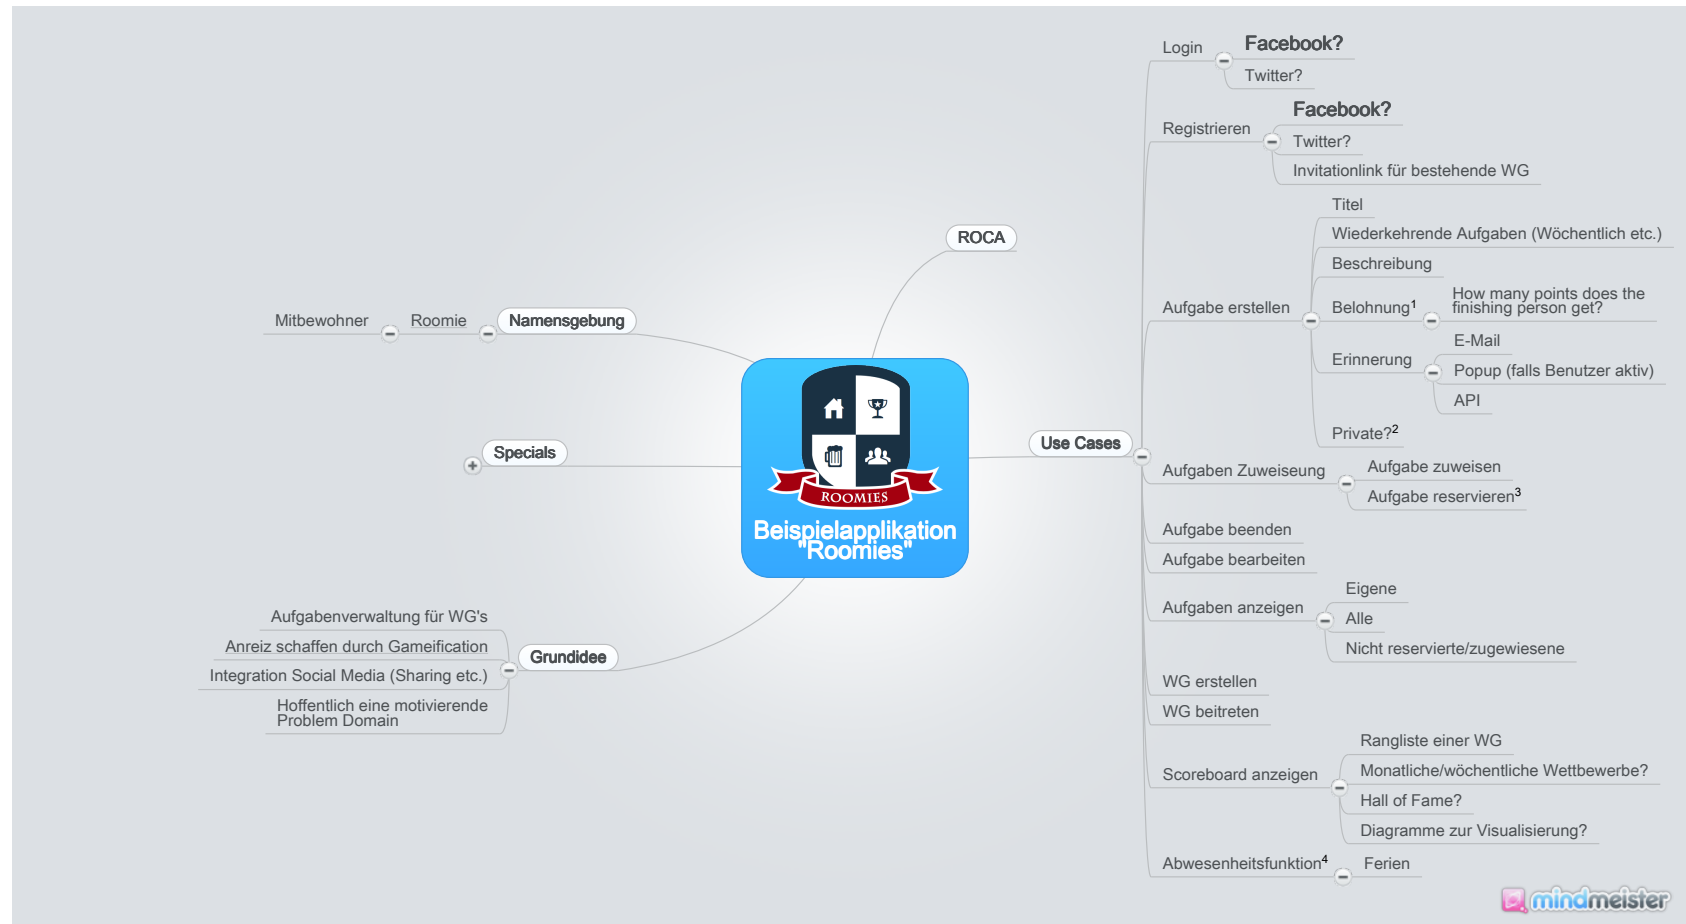 Mitbewohner
Roomie
Namensgebung
Specials
Aufgabenverwaltung für WG's
Anreiz schaffen durch Gameification
Integration Social Media (Sharing etc.)
Hoffentlich eine motivierende
Problem Domain
Grundidee
ROOMIES
Beispielapplikation
"Roomies"
ROCA
Use Cases
Login
Facebook?
Twitter?
Registrieren
Facebook?
Twitter?
Invitationlink für bestehende WG
Aufgabe erstellen
Titel
Wiederkehrende Aufgaben (Wöchentlich etc.)
Beschreibung
Belohnung¹
How many points does the
finishing person get?
Erinnerung
E-Mail
Popup (falls Benutzer aktiv)
API
Private?²
Aufgaben Zuweiseung
Aufgabe zuweisen
Aufgabe reservieren³
Aufgabe beenden
Aufgabe bearbeiten
Aufgaben anzeigen
Eigene
Alle
Nicht reservierte/zugewiesene
WG erstellen
WG beitreten
Scoreboard anzeigen
Rangliste einer WG
Monatliche/wöchentliche Wettbewerbe?
Hall of Fame?
Diagramme zur Visualisierung?
Abwesenheitsfunktion⁴
Ferien
mindmeister